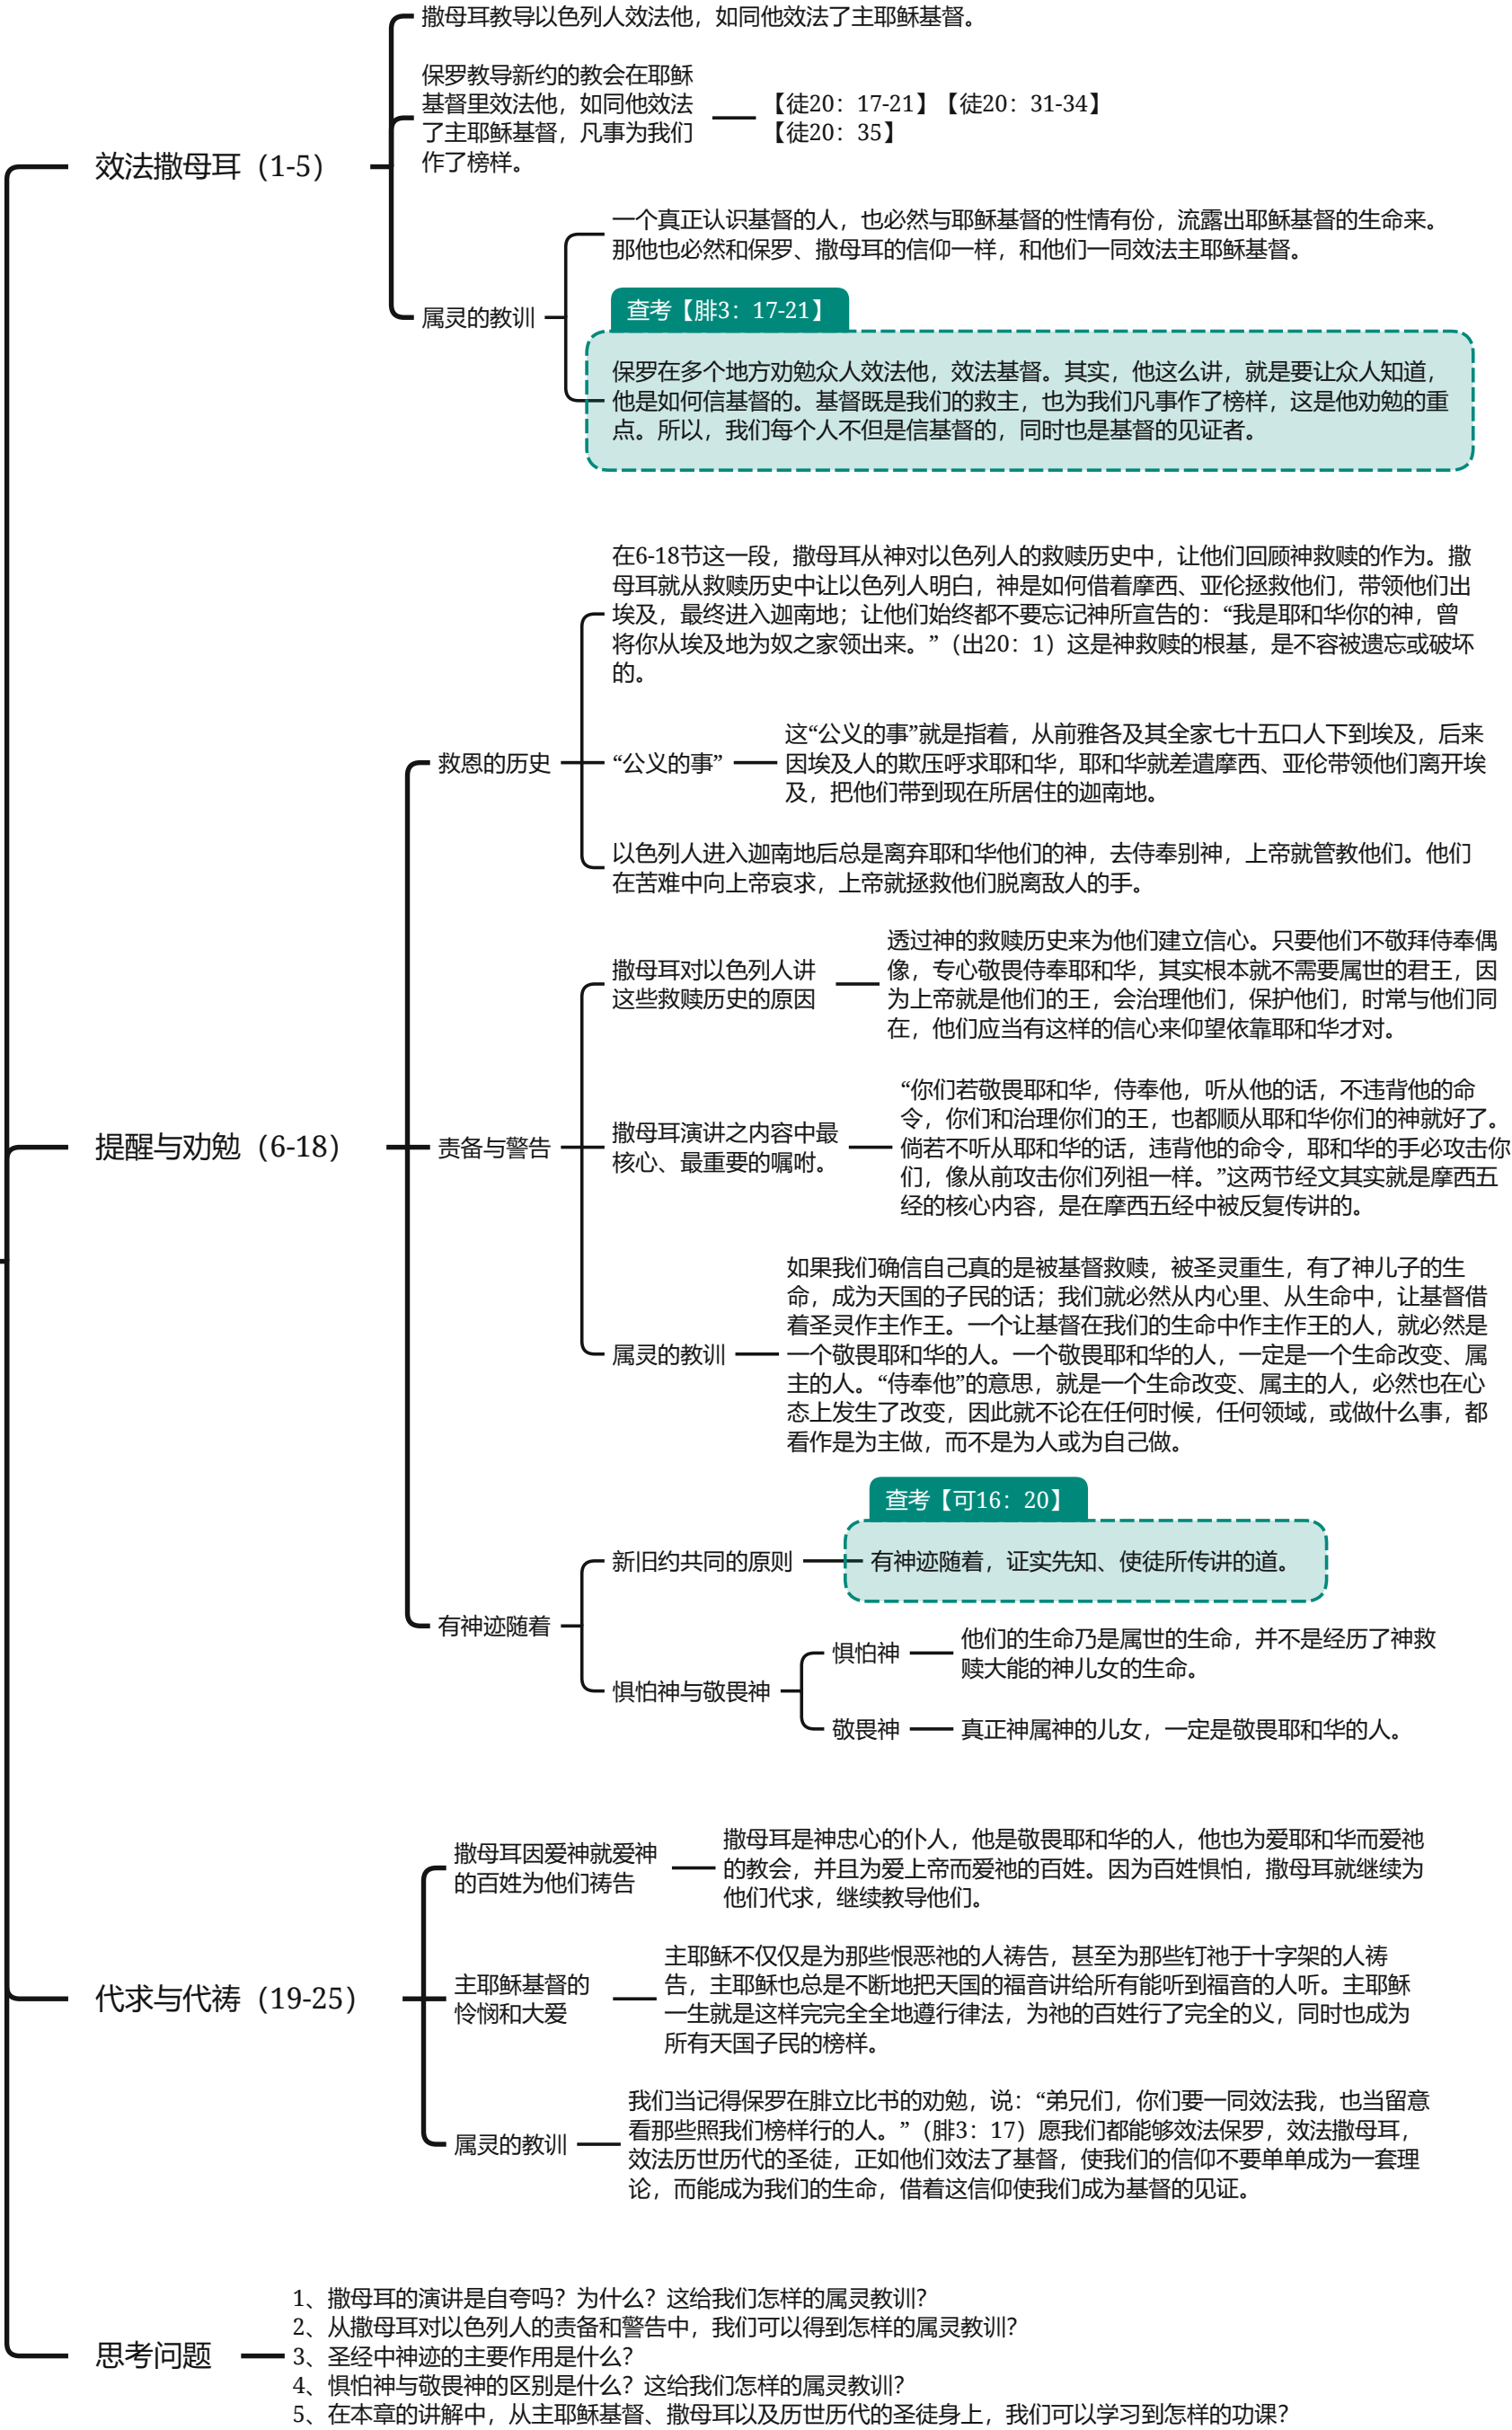 效法撒母耳（1-5）
撒母耳教导以色列人效法他，如同他效法了主耶稣基督。
保罗教导新约的教会在耶稣
基督里效法他，如同他效法
了主耶稣基督，凡事为我们
作了榜样。
【徒20：17-21】【徒20：31-34】
【徒20：35】
属灵的教训
一个真正认识基督的人，也必然与耶稣基督的性情有份，流露出耶稣基督的生命来。
那他也必然和保罗、撒母耳的信仰一样，和他们一同效法主耶稣基督。
查考【腓3：17-21】
保罗在多个地方劝勉众人效法他，效法基督。其实，他这么讲，就是要让众人知道，
他是如何信基督的。基督既是我们的救主，也为我们凡事作了榜样，这是他劝勉的重
点。所以，我们每个人不但是信基督的，同时也是基督的见证者。
提醒与劝勉（6-18）
救恩的历史
在6-18节这一段，撒母耳从神对以色列人的救赎历史中，让他们回顾神救赎的作为。撒
母耳就从救赎历史中让以色列人明白，神是如何借着摩西、亚伦拯救他们，带领他们出
埃及，最终进入迦南地；让他们始终都不要忘记神所宣告的：“我是耶和华你的神，曾
将你从埃及地为奴之家领出来。”（出20：1）这是神救赎的根基，是不容被遗忘或破坏
的。
“公义的事”
这“公义的事”就是指着，从前雅各及其全家七十五口人下到埃及，后来
因埃及人的欺压呼求耶和华，耶和华就差遣摩西、亚伦带领他们离开埃
及，把他们带到现在所居住的迦南地。
以色列人进入迦南地后总是离弃耶和华他们的神，去侍奉别神，上帝就管教他们。他们
在苦难中向上帝哀求，上帝就拯救他们脱离敌人的手。
责备与警告
撒母耳对以色列人讲
这些救赎历史的原因
透过神的救赎历史来为他们建立信心。只要他们不敬拜侍奉偶
像，专心敬畏侍奉耶和华，其实根本就不需要属世的君王，因
为上帝就是他们的王，会治理他们，保护他们，时常与他们同
在，他们应当有这样的信心来仰望依靠耶和华才对。
撒母耳演讲之内容中最
核心、最重要的嘱咐。
“你们若敬畏耶和华，侍奉他，听从他的话，不违背他的命
令，你们和治理你们的王，也都顺从耶和华你们的神就好了。
倘若不听从耶和华的话，违背他的命令，耶和华的手必攻击你
们，像从前攻击你们列祖一样。”这两节经文其实就是摩西五
经的核心内容，是在摩西五经中被反复传讲的。
属灵的教训
如果我们确信自己真的是被基督救赎，被圣灵重生，有了神儿子的生
命，成为天国的子民的话；我们就必然从内心里、从生命中，让基督借
着圣灵作主作王。一个让基督在我们的生命中作主作王的人，就必然是
一个敬畏耶和华的人。一个敬畏耶和华的人，一定是一个生命改变、属
主的人。“侍奉他”的意思，就是一个生命改变、属主的人，必然也在心
态上发生了改变，因此就不论在任何时候，任何领域，或做什么事，都
看作是为主做，而不是为人或为自己做。
有神迹随着
新旧约共同的原则
查考【可16：20】
有神迹随着，证实先知、使徒所传讲的道。
惧怕神与敬畏神
惧怕神
他们的生命乃是属世的生命，并不是经历了神救
赎大能的神儿女的生命。
敬畏神
真正神属神的儿女，一定是敬畏耶和华的人。
代求与代祷（19-25）
撒母耳因爱神就爱神
的百姓为他们祷告
撒母耳是神忠心的仆人，他是敬畏耶和华的人，他也为爱耶和华而爱祂
的教会，并且为爱上帝而爱祂的百姓。因为百姓惧怕，撒母耳就继续为
他们代求，继续教导他们。
主耶稣基督的
怜悯和大爱
主耶稣不仅仅是为那些恨恶祂的人祷告，甚至为那些钉祂于十字架的人祷
告，主耶稣也总是不断地把天国的福音讲给所有能听到福音的人听。主耶稣
一生就是这样完完全全地遵行律法，为祂的百姓行了完全的义，同时也成为
所有天国子民的榜样。
属灵的教训
我们当记得保罗在腓立比书的劝勉，说：“弟兄们，你们要一同效法我，也当留意
看那些照我们榜样行的人。”（腓3：17）愿我们都能够效法保罗，效法撒母耳，
效法历世历代的圣徒，正如他们效法了基督，使我们的信仰不要单单成为一套理
论，而能成为我们的生命，借着这信仰使我们成为基督的见证。
思考问题
1、撒母耳的演讲是自夸吗？为什么？这给我们怎样的属灵教训？
2、从撒母耳对以色列人的责备和警告中，我们可以得到怎样的属灵教训？
3、圣经中神迹的主要作用是什么？
4、惧怕神与敬畏神的区别是什么？这给我们怎样的属灵教训？
5、在本章的讲解中，从主耶稣基督、撒母耳以及历世历代的圣徒身上，我们可以学习到怎样的功课？